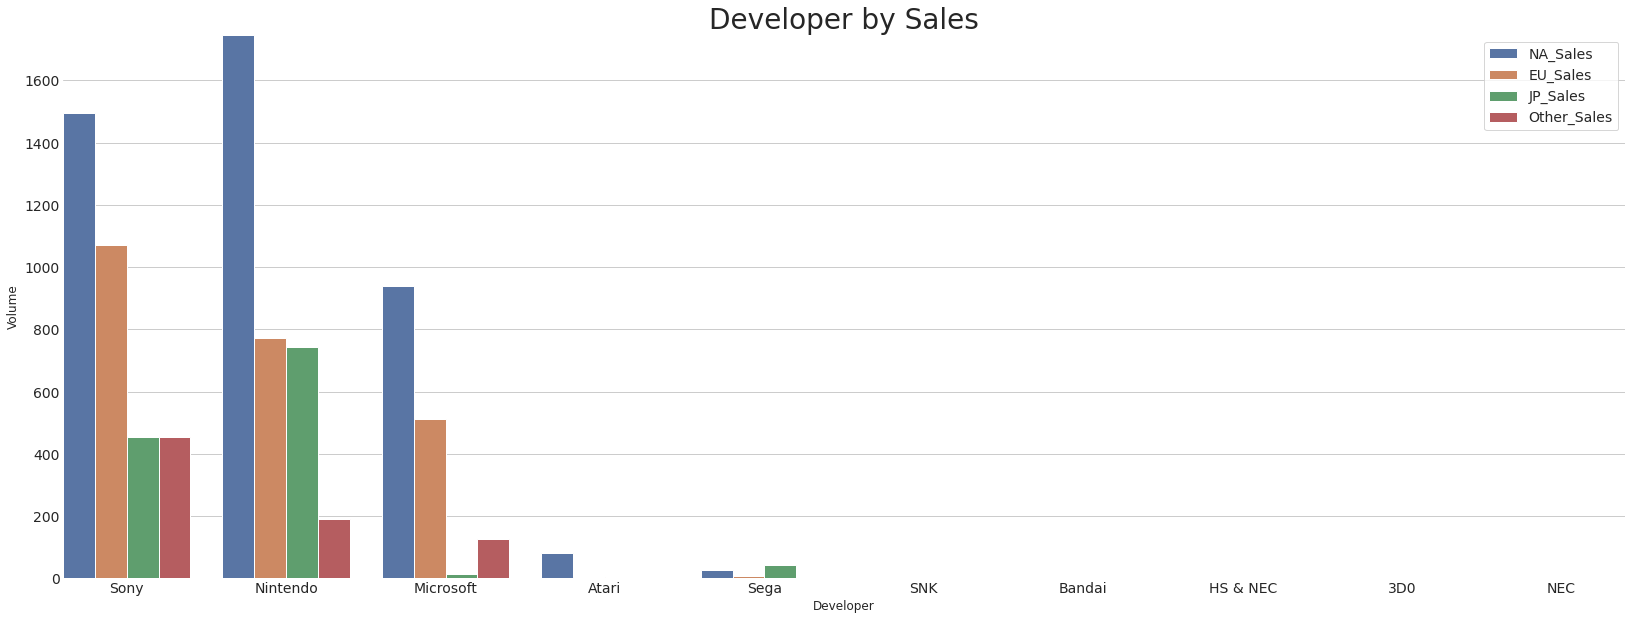 Developer by Sales
NA_Sales
EU_Sales
JP_Sales
Other_Sales
Volume
1600
1400
1200
1000
800
600
400
200
0
Sony Nintendo Microsoft Atari Sega SNK Bandai HS & NEC 3D0 NEC
Developer